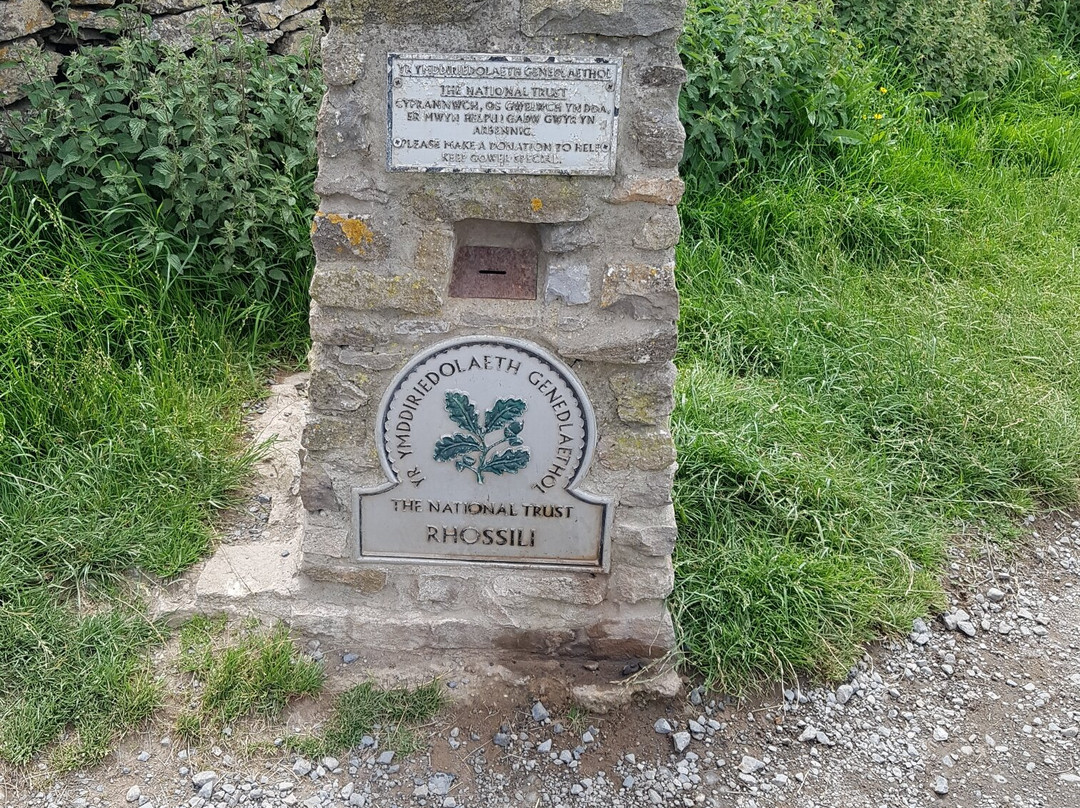 YR YMDDIRIEDOLAETH GENEDLAETHOL
THE NATIONAL TRUST
CYFRANNWCH, OS GWELWCH YN DDA,
ER MWYN HELPU I GADW GWYR YN
ARBENNIG.
PLEASE MAKE A DONATION TO HELP
KEEP GOWER SPECIAL.
YR YMDDIRIEDOLAETH GENEDLAETHOL
THE NATIONAL TRUST
RHOSSILI